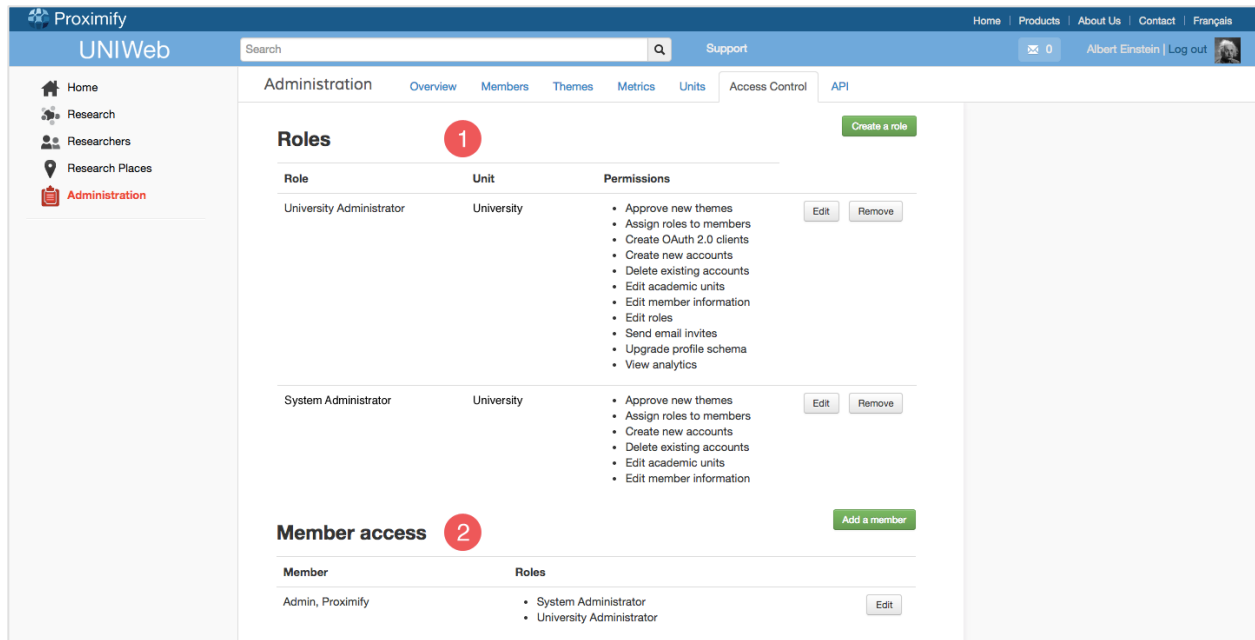 Proximify
Home | Products | About Us | Contact | Français
UNIWeb
Search
Support
0
Albert Einstein | Log out
Home
Research
Researchers
Research Places
Administration
Administration
Overview
Members
Themes
Metrics
Units
Access Control
API
Roles
1
Create a role
Role Unit Permissions
University Administrator University
• Approve new themes
• Assign roles to members
• Create OAuth 2.0 clients
• Create new accounts
• Delete existing accounts
• Edit academic units
• Edit member information
• Edit roles
• Send email invites
• Upgrade profile schema
• View analytics
Edit Remove
System Administrator University
• Approve new themes
• Assign roles to members
• Create new accounts
• Delete existing accounts
• Edit academic units
• Edit member information
Edit Remove
Member access
2
Add a member
Member Roles
Admin, Proximify
• System Administrator
• University Administrator
Edit